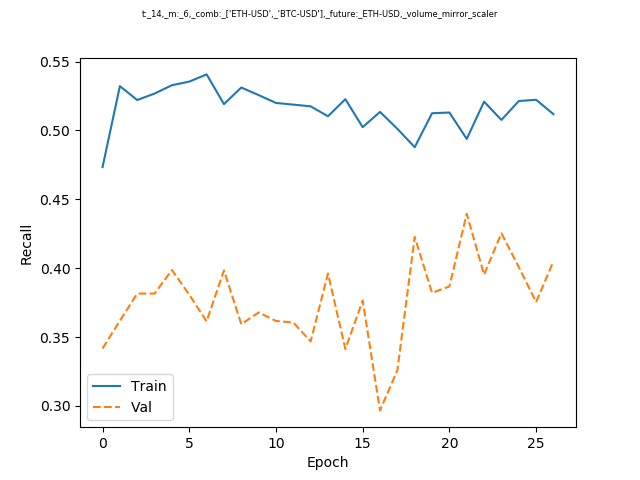 t:_14,_m:_6,_comb:_['ETH-USD',_'BTC-USD'],_future:_ETH-USD,_volume_mirror_scaler
0.55
0.50
0.45
0.40
0.35
0.30
Recall
Train
Val
0 5 10 15 20 25
Epoch